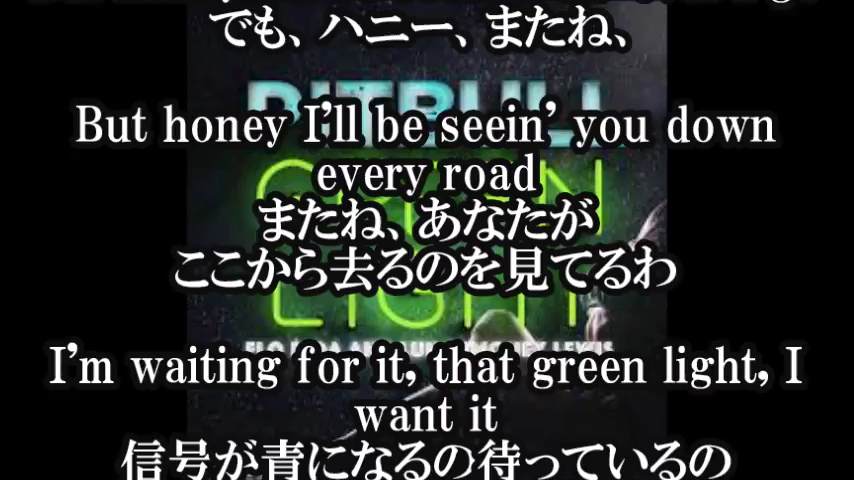 でも、ハニー、またね、
PITBULL
But honey I'll be seein' you down
every road
GREEN
またね、あなたが
ここから去るのを見てるわ
LIGHT
I'm waiting for it, that green light, I
want it
信号が青になるの待っているの